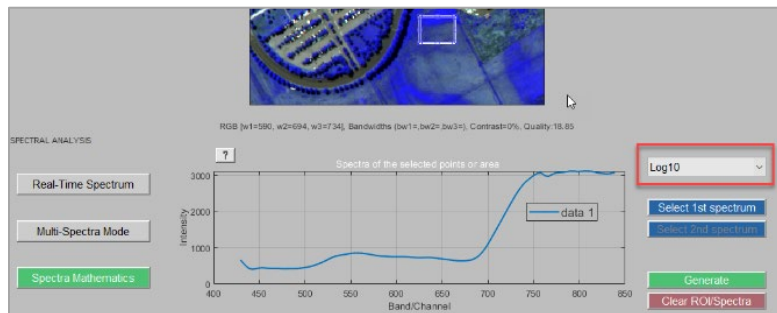 RGB [w1=590, w2=694, w3=734], Bandwidths (bw1=,bw2=,bw3=), Contrast=0%, Quality:18.85
SPECTRAL ANALYSIS
?
Spectra of the selected points or area
Log10
Real-Time Spectrum
Multi-Spectra Mode
Spectra Mathematics
Intensity
3000
2000
1000
0
data 1
400 450 500 550 600 650 700 750 800 850
Band/Channel
Select 1st spectrum
Select 2nd spectrum
Generate
Clear ROI/Spectra